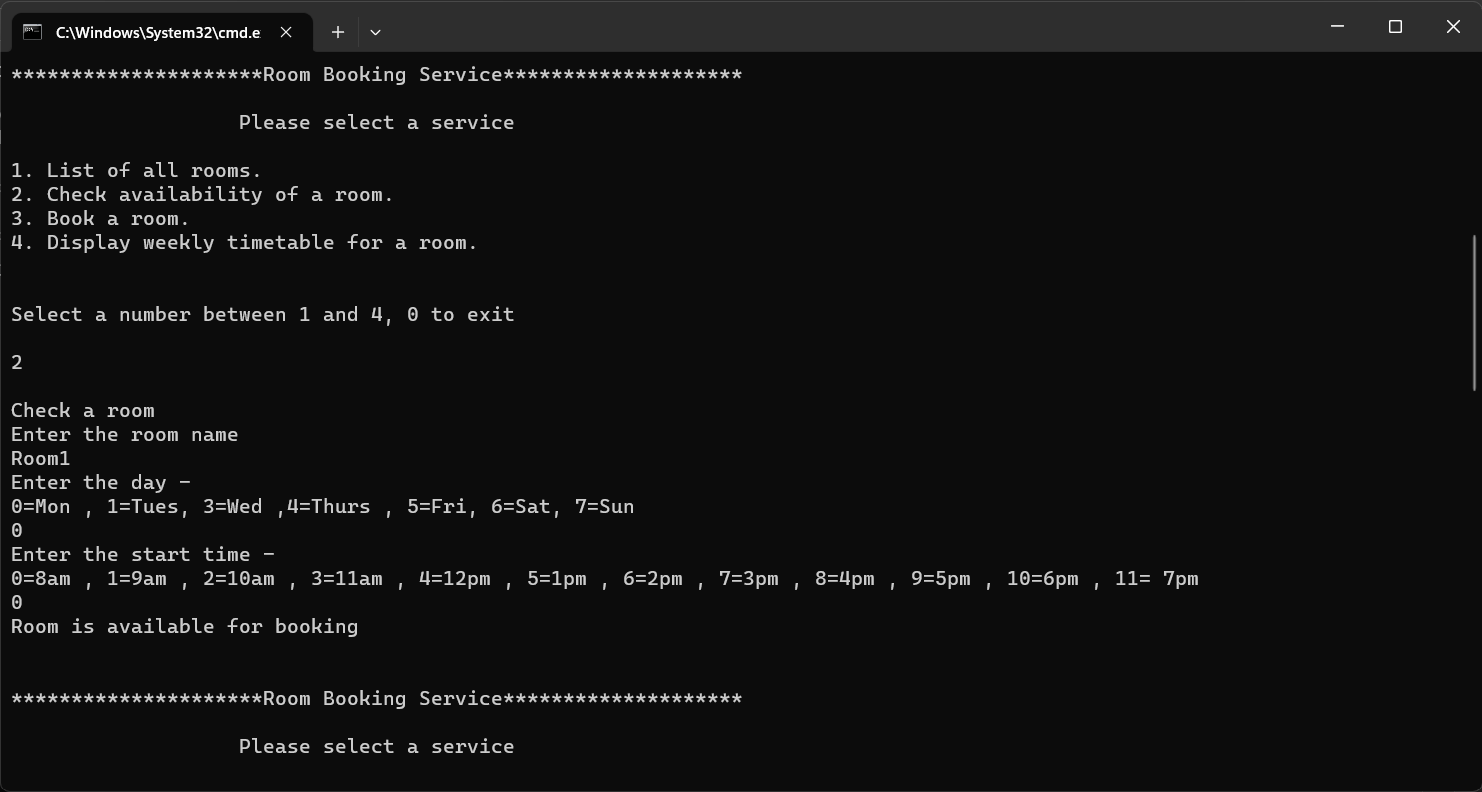 C:\Windows\System32\cmd.e
*********************Room Booking Service********************
Please select a service
1. List of all rooms.
2. Check availability of a room.
3. Book a room.
4. Display weekly timetable for a room.
Select a number between 1 and 4, 0 to exit
2
Check a room
Enter the room name
Room1
Enter the day -
0=Mon , 1=Tues, 3=Wed ,4=Thurs , 5=Fri, 6=Sat, 7=Sun
0
Enter the start time -
0=8am , 1=9am , 2=10am , 3=11am , 4=12pm , 5=1pm , 6=2pm , 7=3pm , 8=4pm , 9=5pm , 10=6pm , 11= 7pm
0
Room is available for booking
*********************Room Booking Service********************
Please select a service